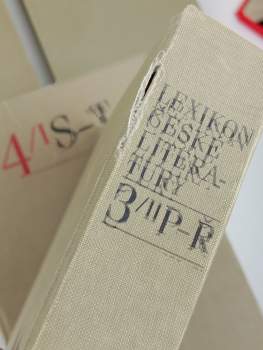 LEXIKON
ČESKÉ
LITERA-
TURY
3/II P-Ř
4/I S-T